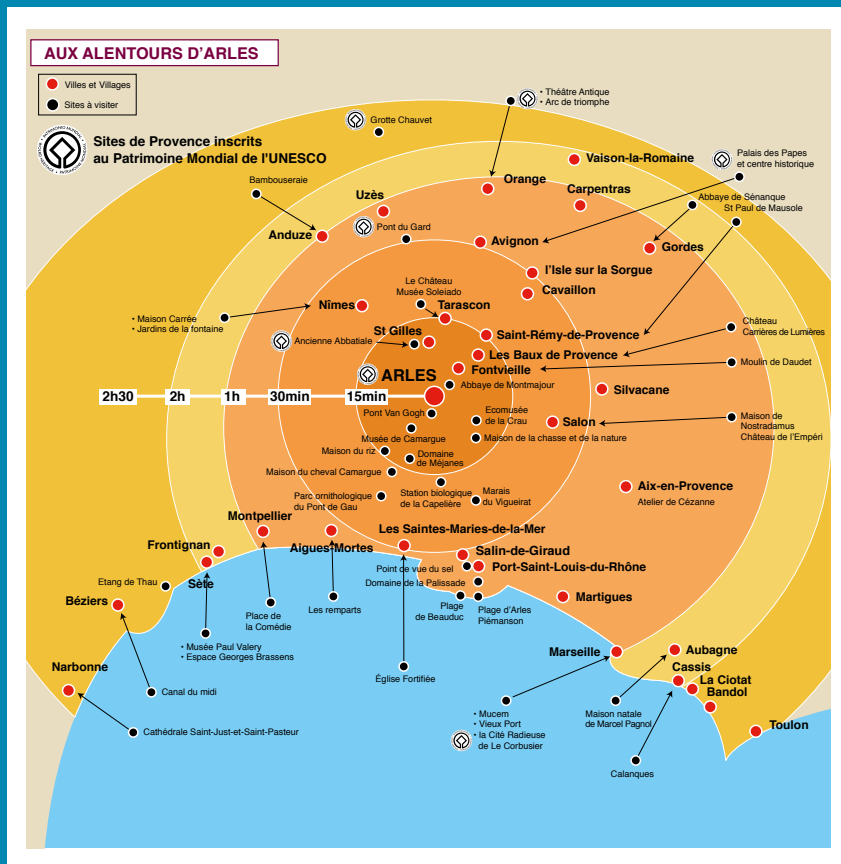 AUX ALENTOURS D'ARLES
Villes et Villages
Sites à visiter
Sites de Provence inscrits
au Patrimoine Mondial de l'UNESCO
• Théâtre Antique
• Arc de triomphe
Grotte Chauvet
Vaison-la-Romaine
Palais des Papes
et centre historique
Bambouseraie
Orange
Carpentras
Abbaye de Sénanque
St Paul de Mausole
Uzès
Pont du Gard
Anduze
Avignon
Gordes
l'Isle sur la Sorgue
Le Château
Musée Soleiado
Cavaillon
Nîmes
Tarascon
• Maison Carrée
• Jardins de la fontaine
St Gilles
Saint-Rémy-de-Provence
Château
Carrières de Lumières
Ancienne Abbatiale
Les Baux de Provence
Fontvieille
Moulin de Daudet
ARLES
Abbaye de Montmajour
Silvacane
2h30
2h
1h
30min
15min
Pont Van Gogh
Ecomusée
de la Crau
Salon
Maison de
Nostradamus
Château de l'Empéri
Musée de Camargue
Maison de la chasse et de la nature
Maison du riz
Domaine
de Méjanes
Maison du cheval Camargue
Aix-en-Provence
Atelier de Cézanne
Parc ornithologique
du Pont de Gau
Station biologique
de la Capelière
Marais
du Vigueirat
Montpellier
Les Saintes-Maries-de-la-Mer
Frontignan
Aigues-Mortes
Salin-de-Giraud
Point de vue du sel
Port-Saint-Louis-du-Rhône
Sète
Domaine de la Palissade
Etang de Thau
Béziers
Place de
la Comédie
Les remparts
Plage
de Beauduc
Plage d'Arles
Piémanson
Martigues
• Musée Paul Valery
• Espace Georges Brassens
Marseille
Aubagne
Narbonne
Église Fortifiée
Cassis
La Ciotat
Bandol
Canal du midi
• Mucem
• Vieux Port
• la Cité Radieuse
de Le Corbusier
Maison natale
de Marcel Pagnol
Toulon
Cathédrale Saint-Just-et-Saint-Pasteur
Calanques